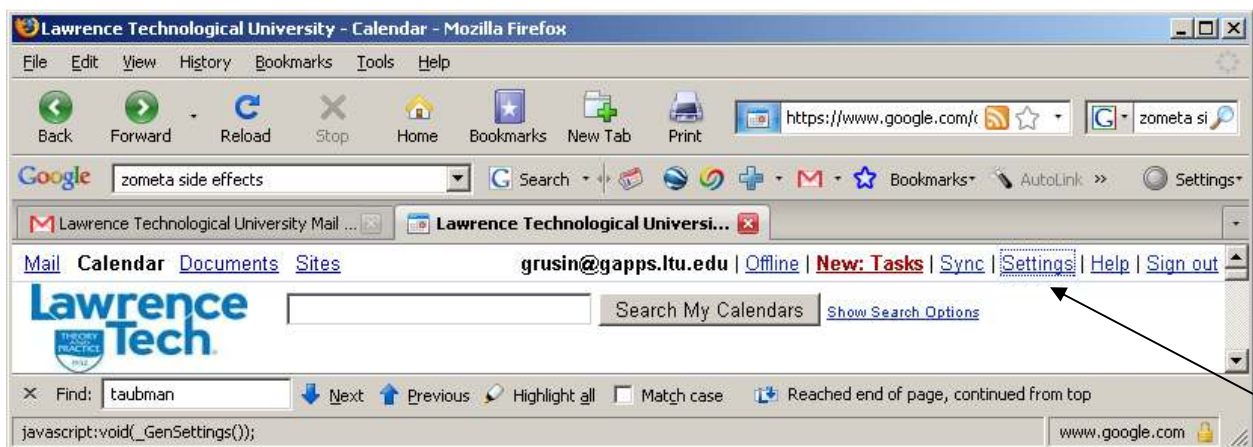 Lawrence Technological University - Calendar - Mozilla Firefox
File Edit View History Bookmarks Tools Help
Back Forward Reload Stop Home Bookmarks New Tab Print https://www.google.com/c G zometa si
Google zometa side effects G Search Bookmarks AutoLink » Settings
Lawrence Technological University Mail ... Lawrence Technological Universi...
Mail Calendar Documents Sites grusin@gapps.ltu.edu | Offline | New: Tasks | Sync | Settings | Help | Sign out
Lawrence Tech Search My Calendars Show Search Options
THEORY AND PRACTICE 1932
× Find: taubman Next Previous Highlight all Match case Reached end of page, continued from top
javascript:void(_GenSettings()); www.google.com